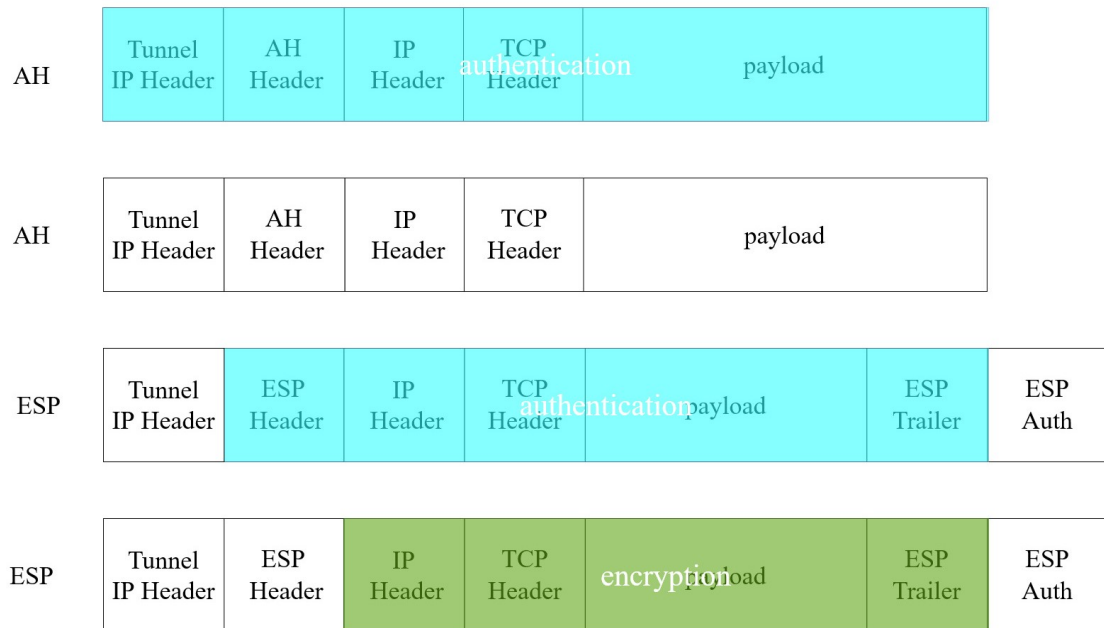 AH
Tunnel
IP Header
AH
Header
IP
Header
TCP
Header
authentication
payload
AH
Tunnel
IP Header
AH
Header
IP
Header
TCP
Header
payload
ESP
Tunnel
IP Header
ESP
Header
IP
Header
TCP
Header
authentication
payload
ESP
Trailer
ESP
Auth
ESP
Tunnel
IP Header
ESP
Header
IP
Header
TCP
Header
encryption
payload
ESP
Trailer
ESP
Auth